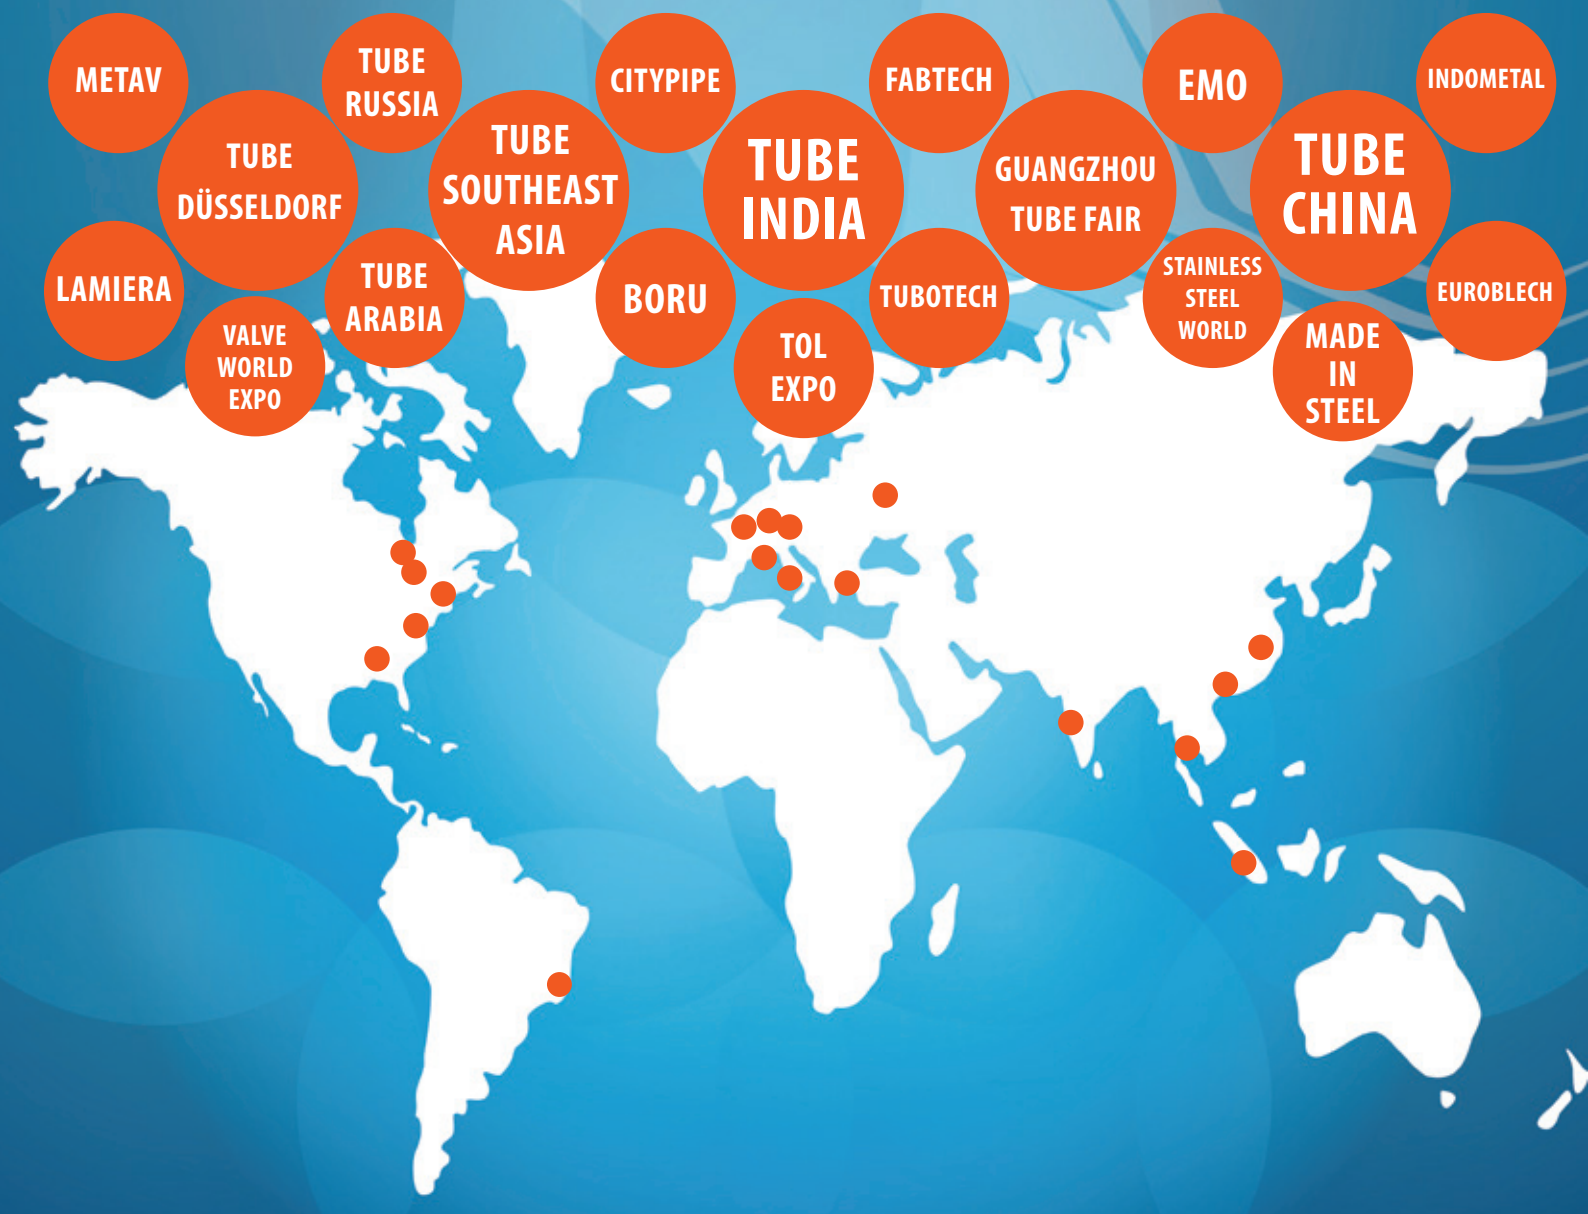 METAV
TUBE
RUSSIA
CITYPIPE
FABTECH
EMO
INDOMETAL
TUBE
DÜSSELDORF
TUBE
SOUTHEAST
ASIA
TUBE
INDIA
GUANGZHOU
TUBE FAIR
TUBE
CHINA
LAMIERA
TUBE
ARABIA
BORU
TUBOTECH
STAINLESS
STEEL
WORLD
EUROBLECH
VALVE
WORLD
EXPO
TOL
EXPO
MADE
IN
STEEL